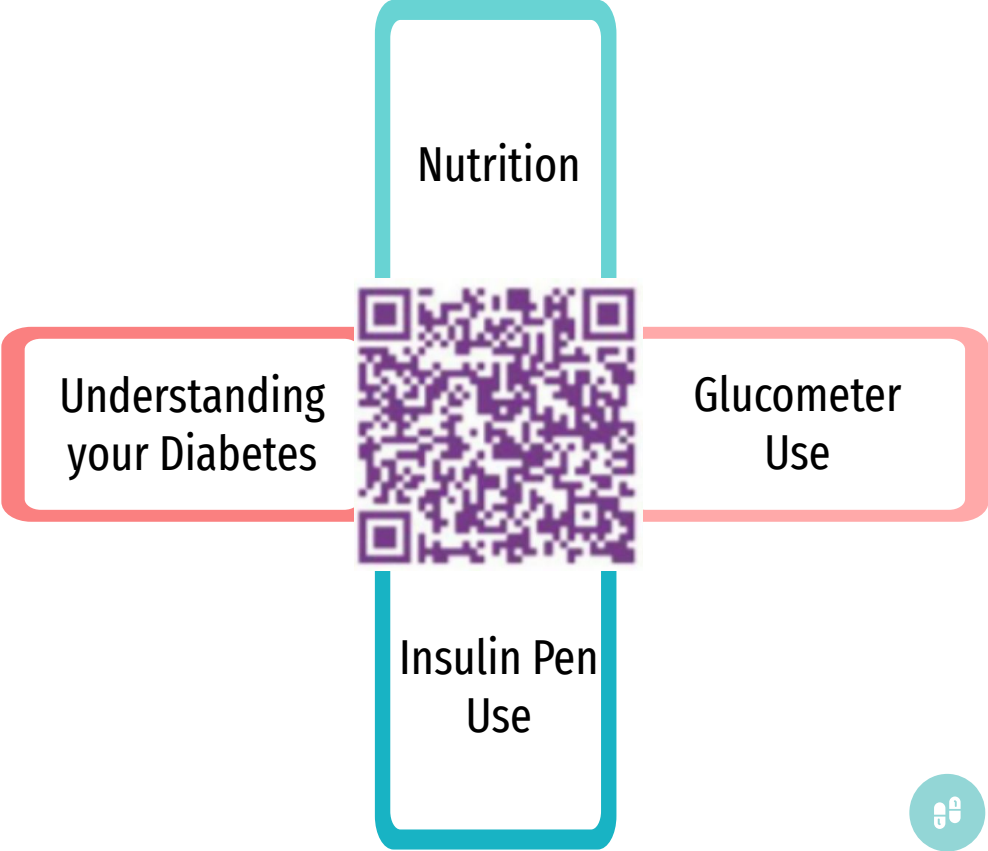 Nutrition
Understanding
your Diabetes
Glucometer
Use
Insulin Pen
Use